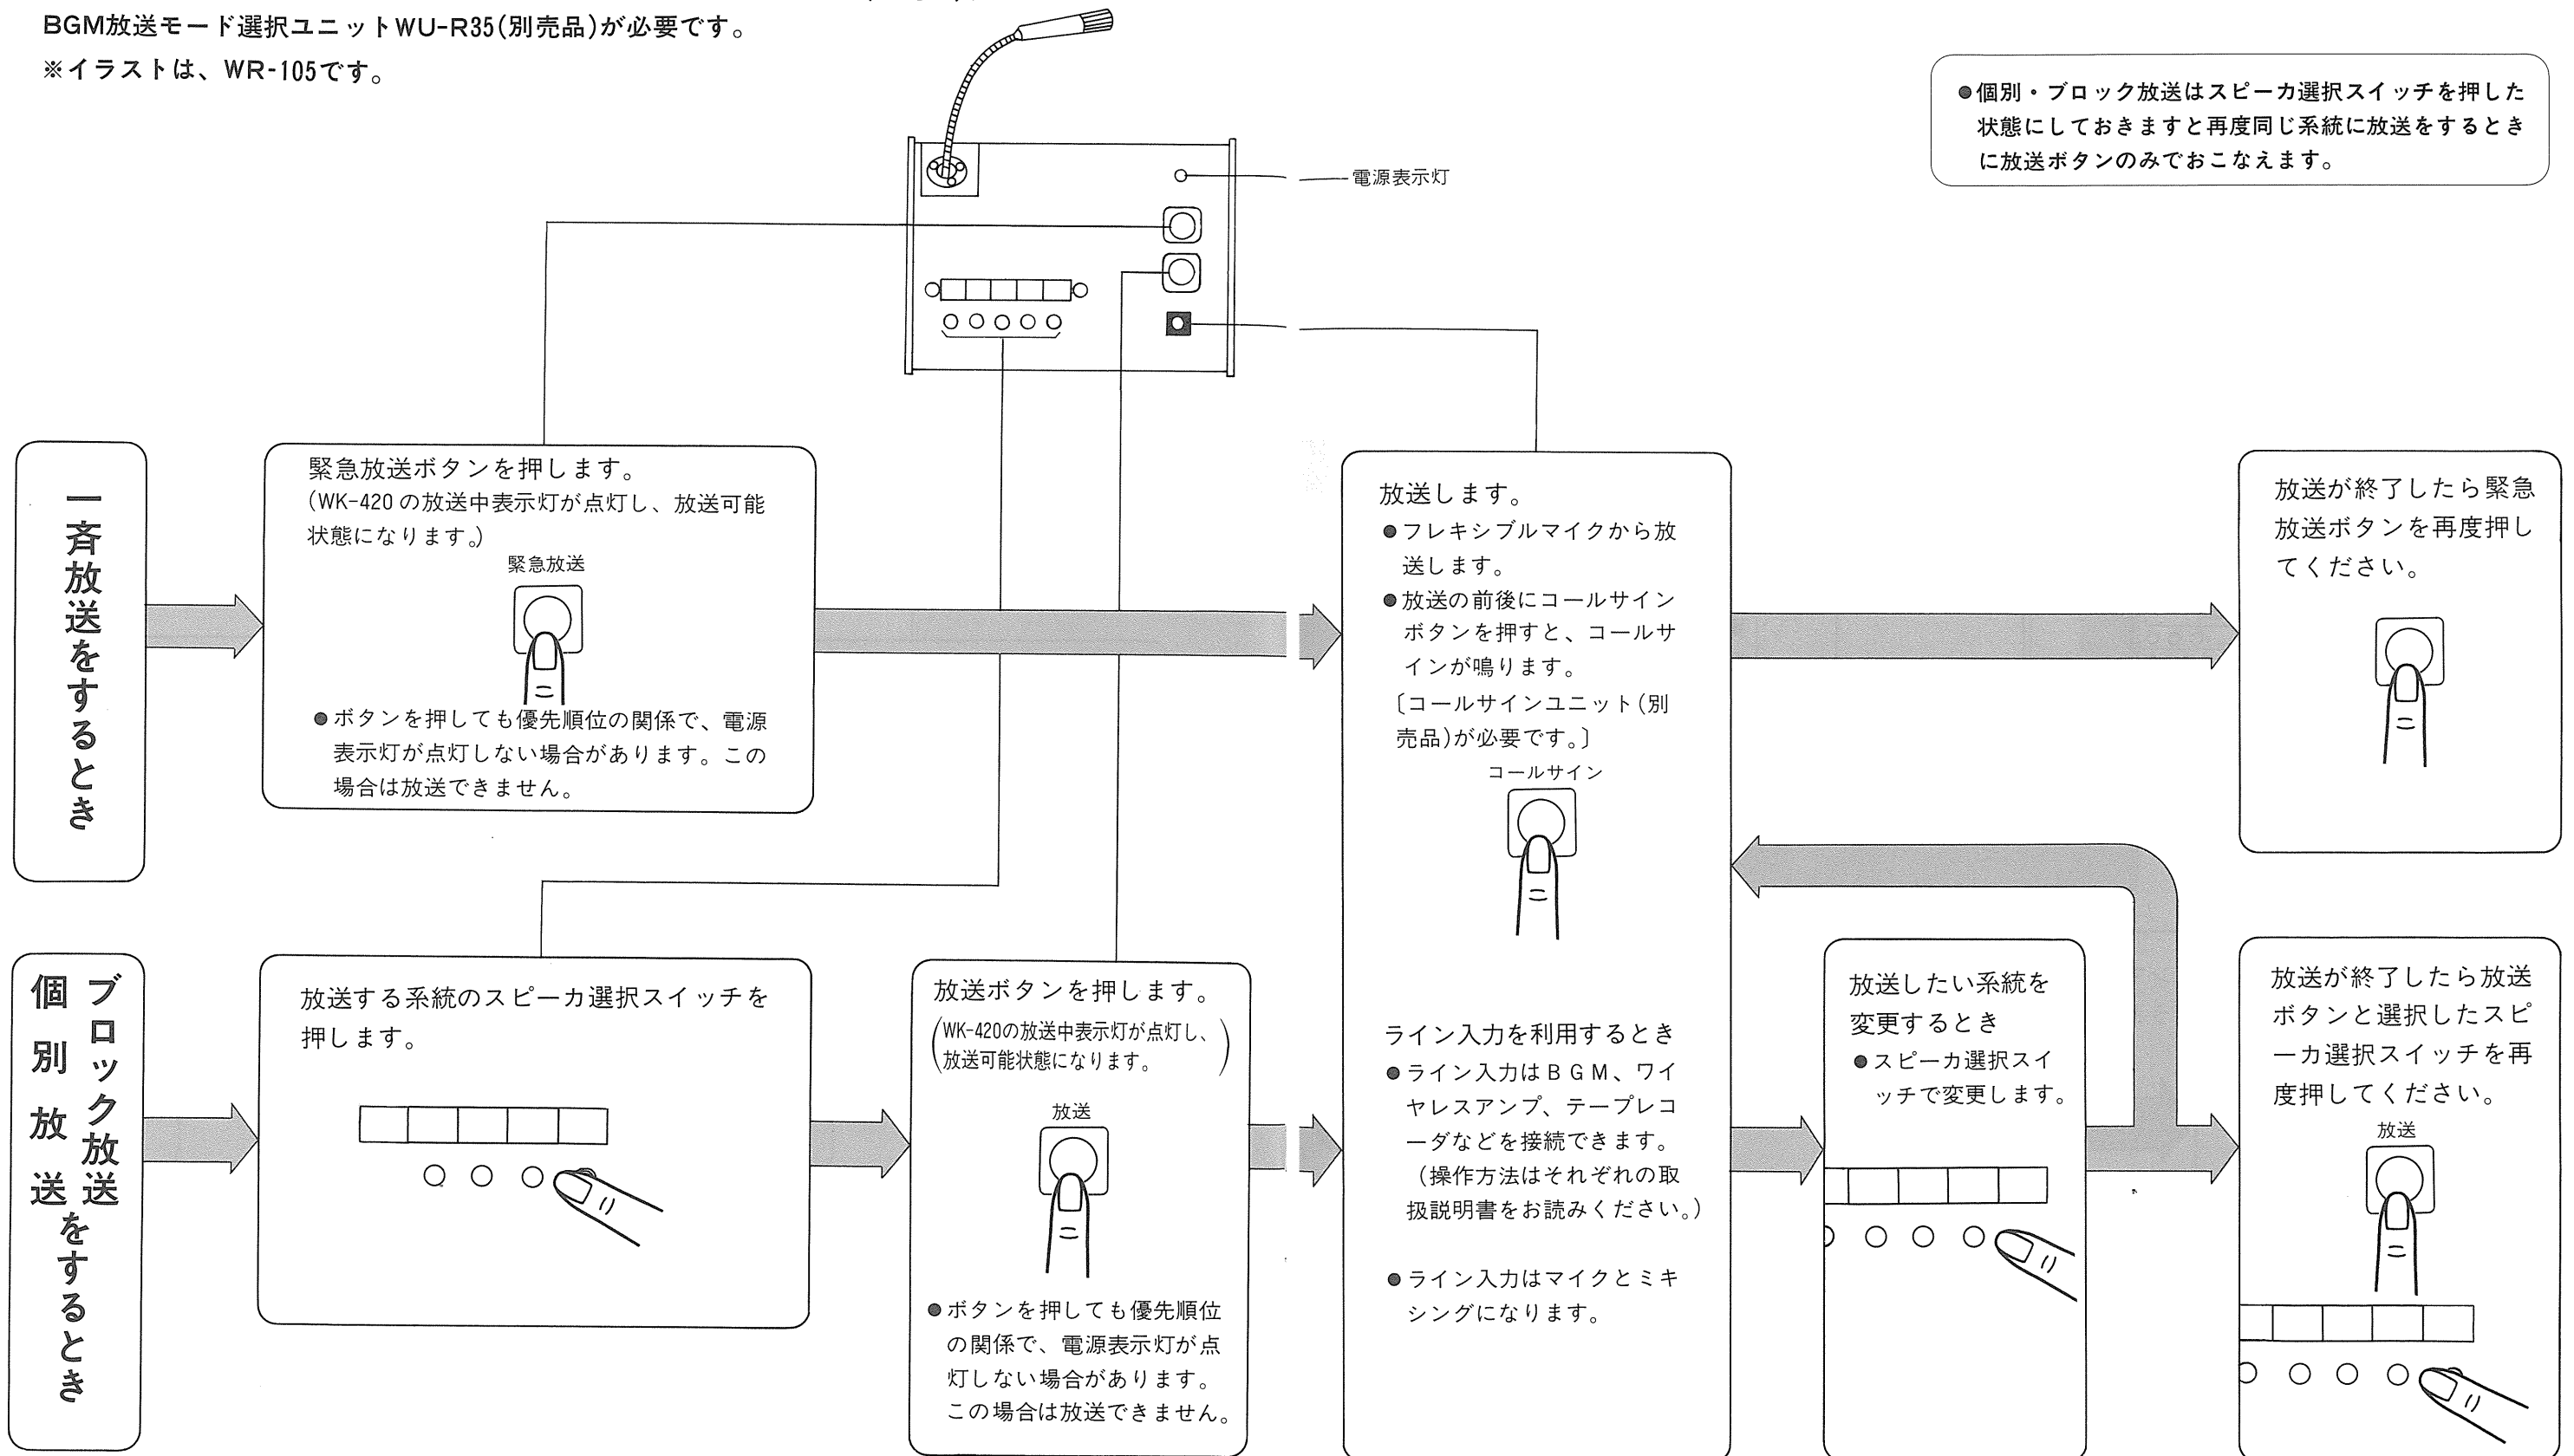 BGM放送モード選択ユニットWU-R35(別売品)が必要です。
※イラストは、WR-105です。
●個別・ブロック放送はスピーカ選択スイッチを押した
状態にしておきますと再度同じ系統に放送をするとき
に放送ボタンのみでおこなえます。
電源表示灯
一斉放送をするとき
緊急放送ボタンを押します。
(WK-420の放送中表示灯が点灯し、放送可能
状態になります。)
緊急放送
●ボタンを押しても優先順位の関係で、電源
表示灯が点灯しない場合があります。この
場合は放送できません。
放送します。
●フレキシブルマイクから放
送します。
●放送の前後にコールサイン
ボタンを押すと、コールサ
インが鳴ります。
〔コールサインユニット(別
売品)が必要です。〕
コールサイン
ライン入力を利用するとき
●ライン入力はBGM、ワイ
ヤレスアンプ、テープレコ
ーダなどを接続できます。
(操作方法はそれぞれの取
扱説明書をお読みください。)
●ライン入力はマイクとミキ
シングになります。
放送が終了したら緊急
放送ボタンを再度押し
てください。
ブロック放送
個別放送
をするとき
放送する系統のスピーカ選択スイッチを
押します。
放送ボタンを押します。
(WK-420の放送中表示灯が点灯し、
放送可能状態になります。)
放送
●ボタンを押しても優先順位
の関係で、電源表示灯が点
灯しない場合があります。
この場合は放送できません。
放送したい系統を
変更するとき
●スピーカ選択スイ
ッチで変更します。
放送が終了したら放送
ボタンと選択したスピ
ーカ選択スイッチを再
度押してください。
放送